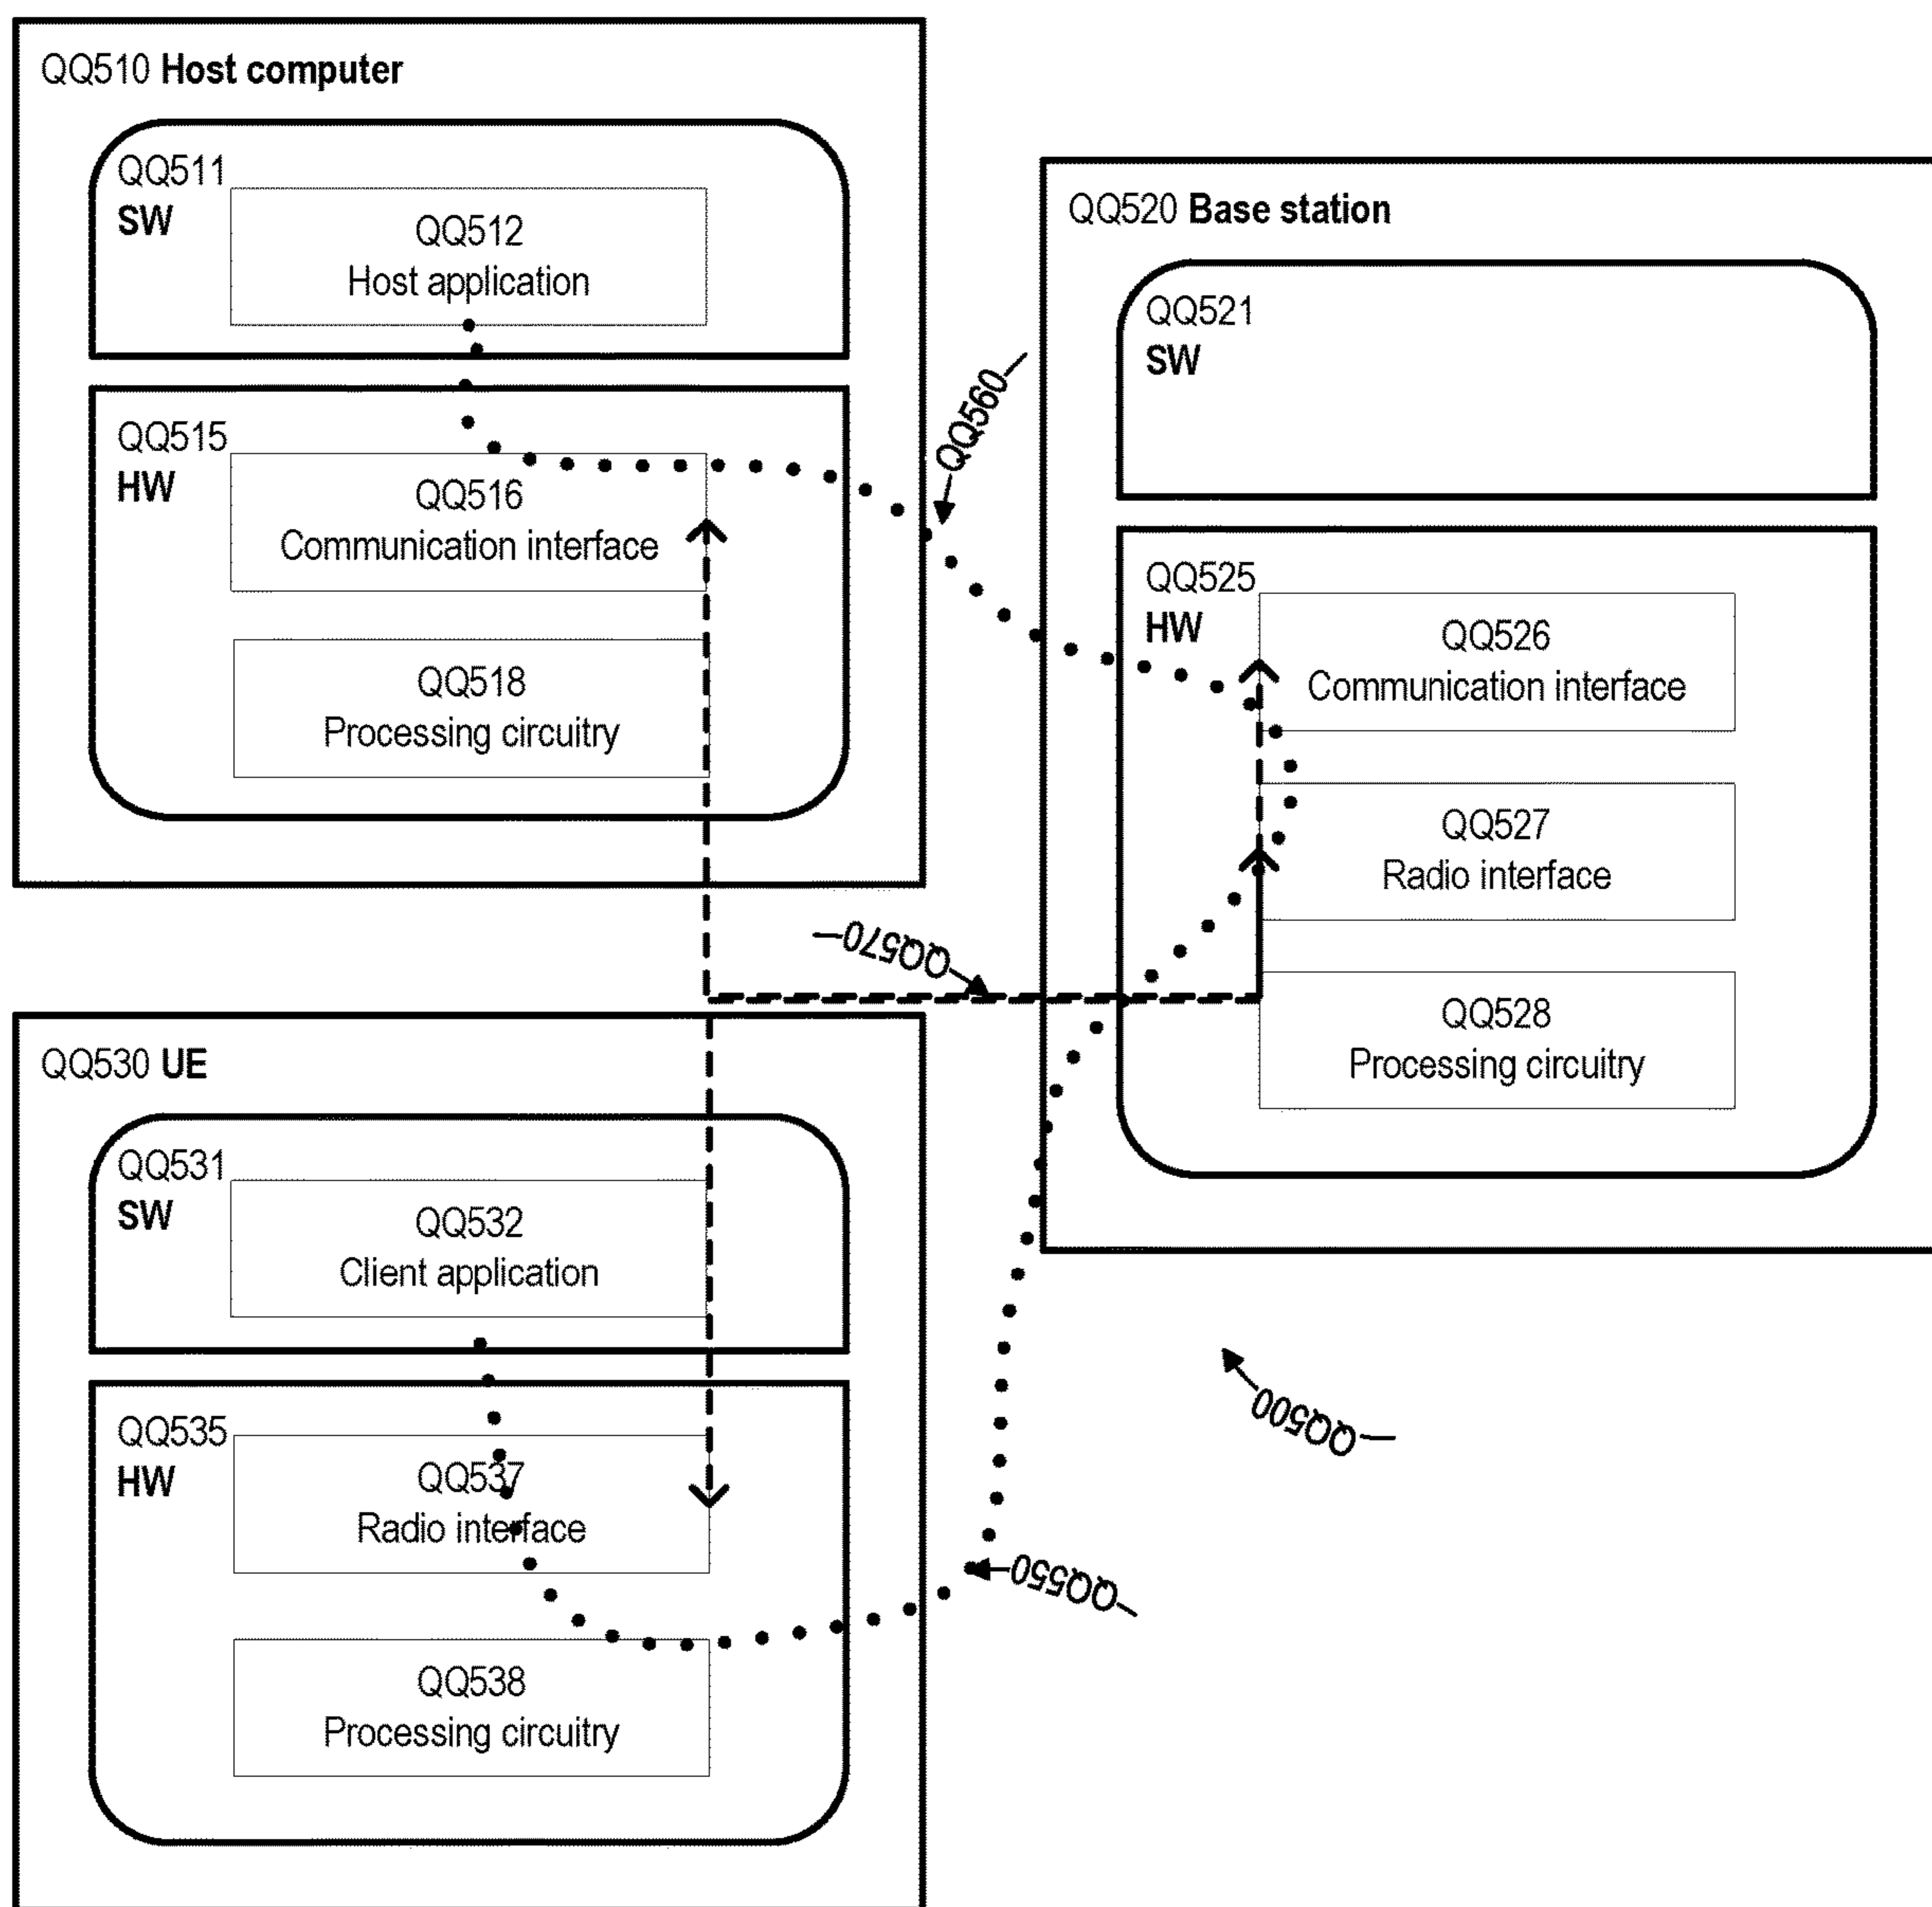 QQ510 Host computer
QQ511
SW
QQ512
Host application
QQ515
HW
QQ516
Communication interface
QQ518
Processing circuitry
QQ560
QQ520 Base station
QQ521
SW
QQ525
HW
QQ526
Communication interface
QQ527
Radio interface
QQ528
Processing circuitry
QQ570
QQ530 UE
QQ531
SW
QQ532
Client application
QQ535
HW
QQ537
Radio interface
QQ538
Processing circuitry
QQ500
QQ550